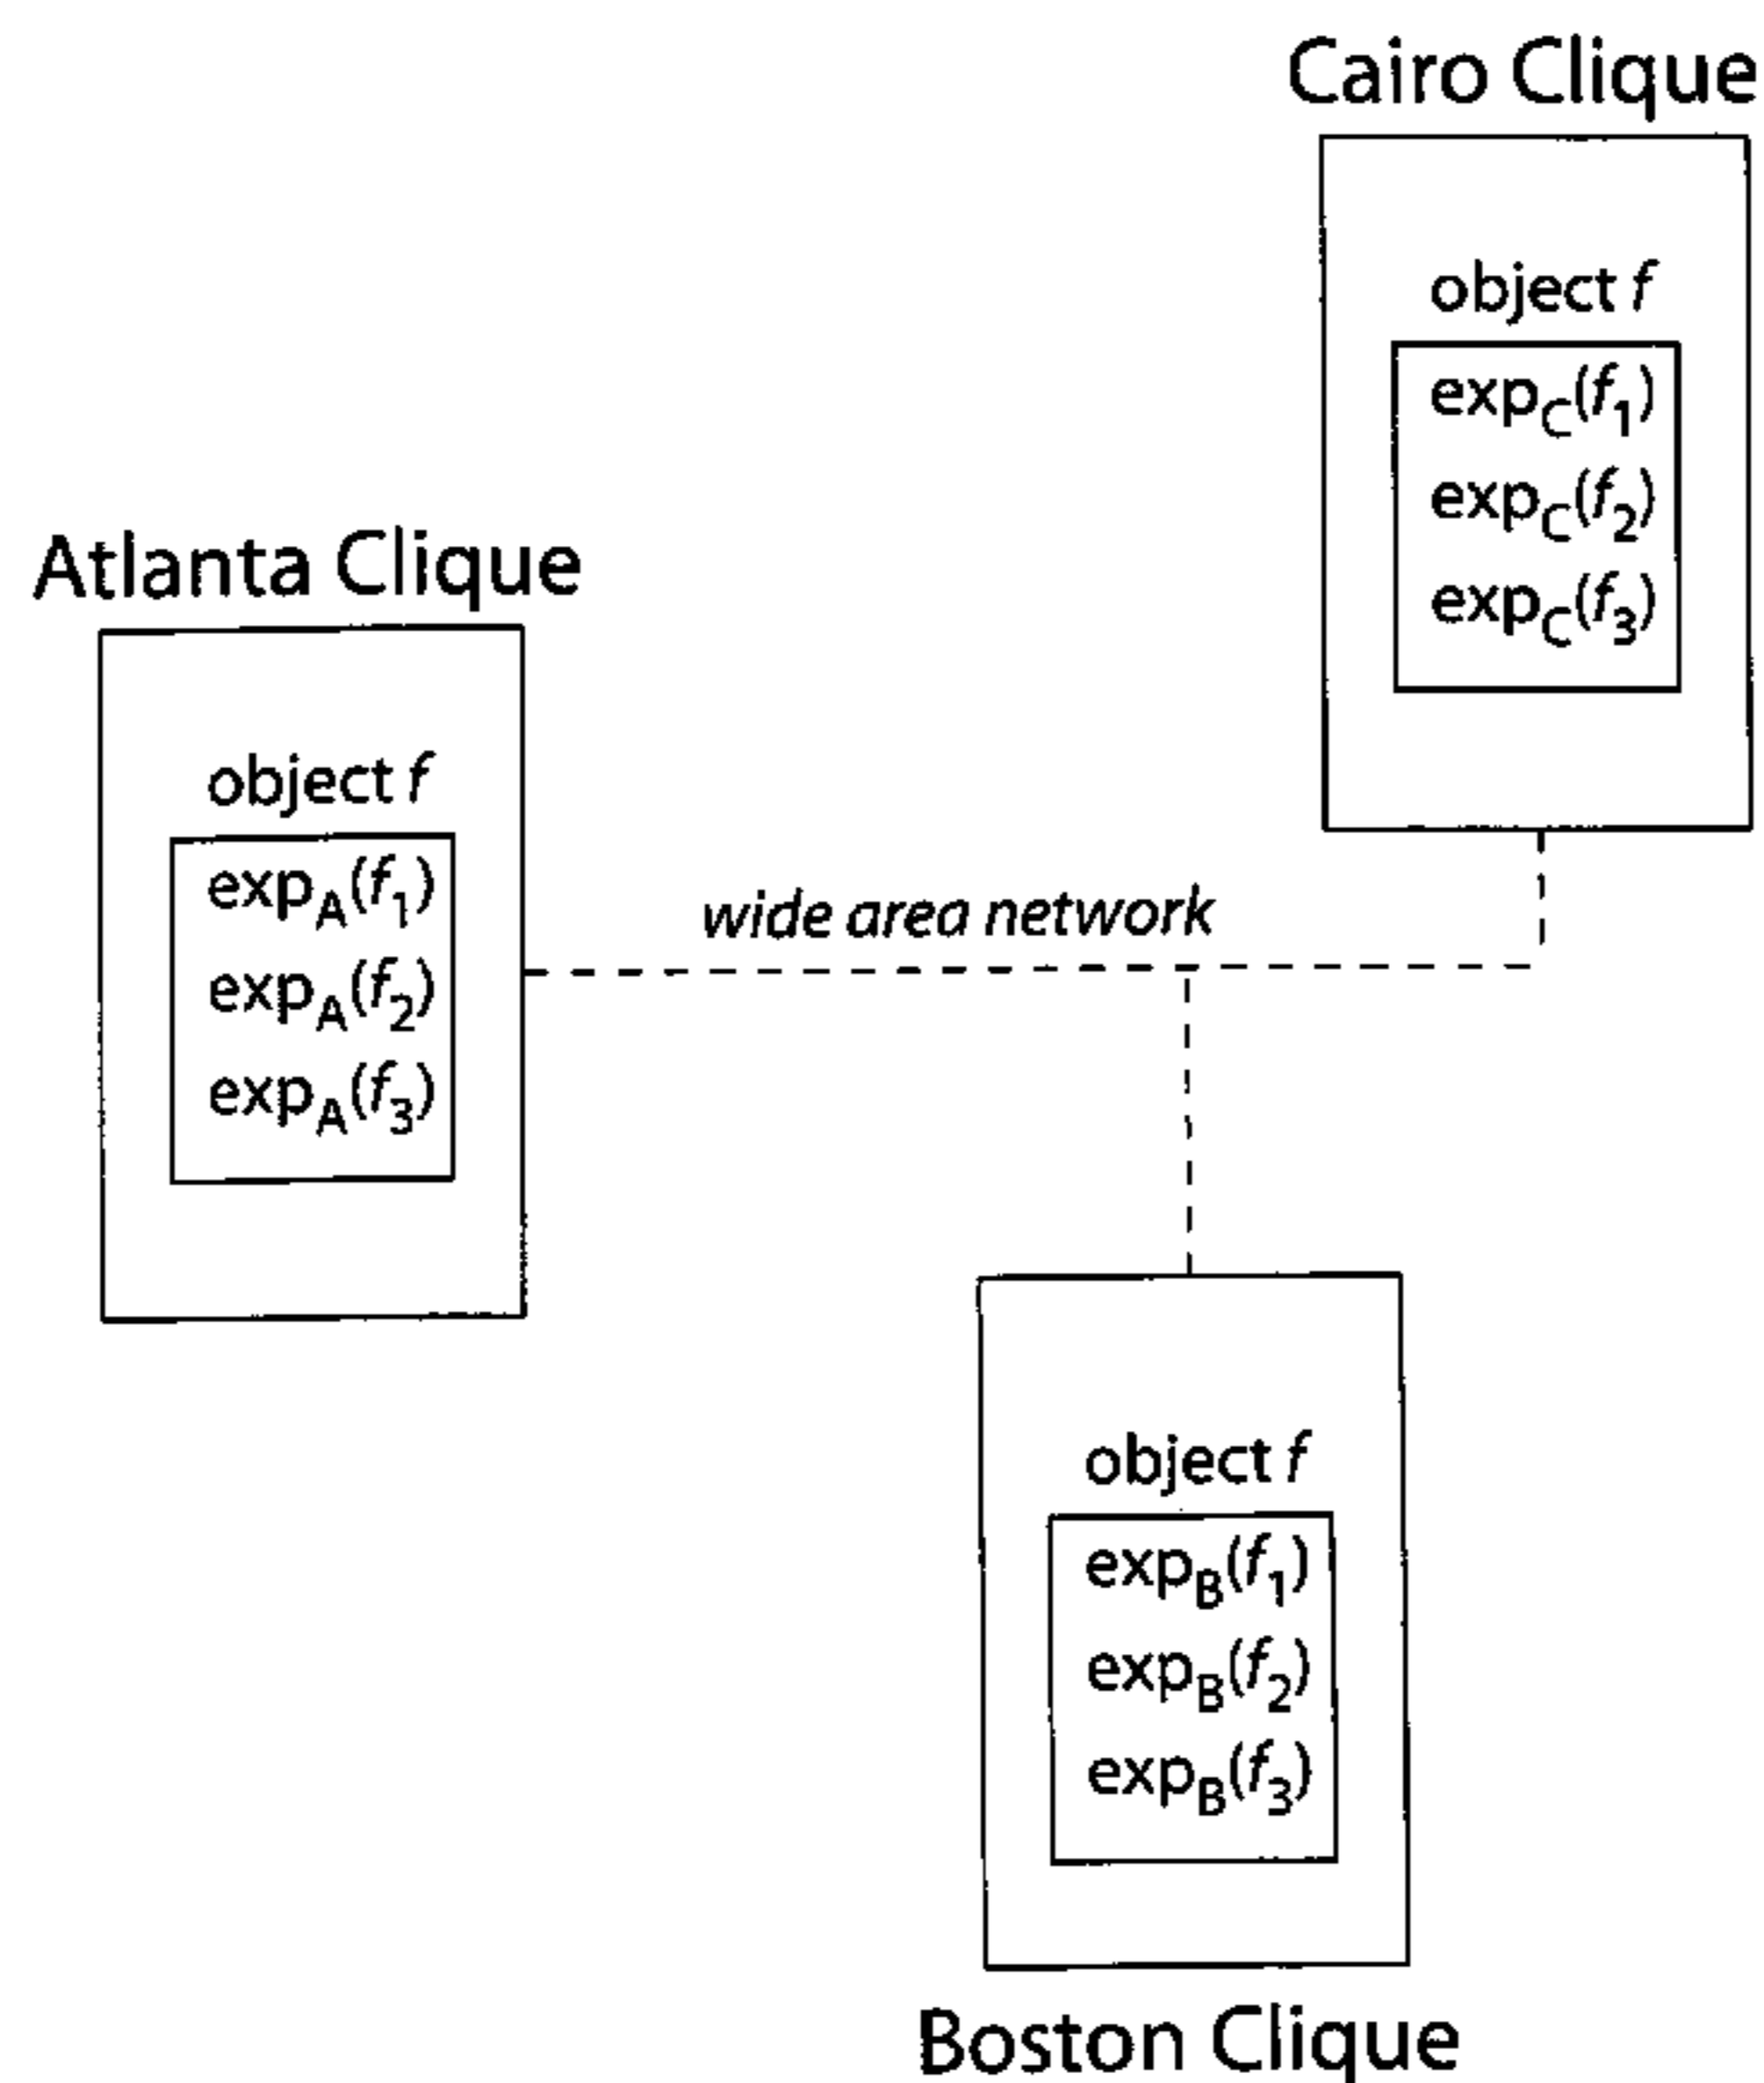 Cairo Clique
object f
exp_C(f_1)
exp_C(f_2)
exp_C(f_3)
Atlanta Clique
object f
exp_A(f_1)
exp_A(f_2)
exp_A(f_3)
wide area network
object f
exp_B(f_1)
exp_B(f_2)
exp_B(f_3)
Boston Clique